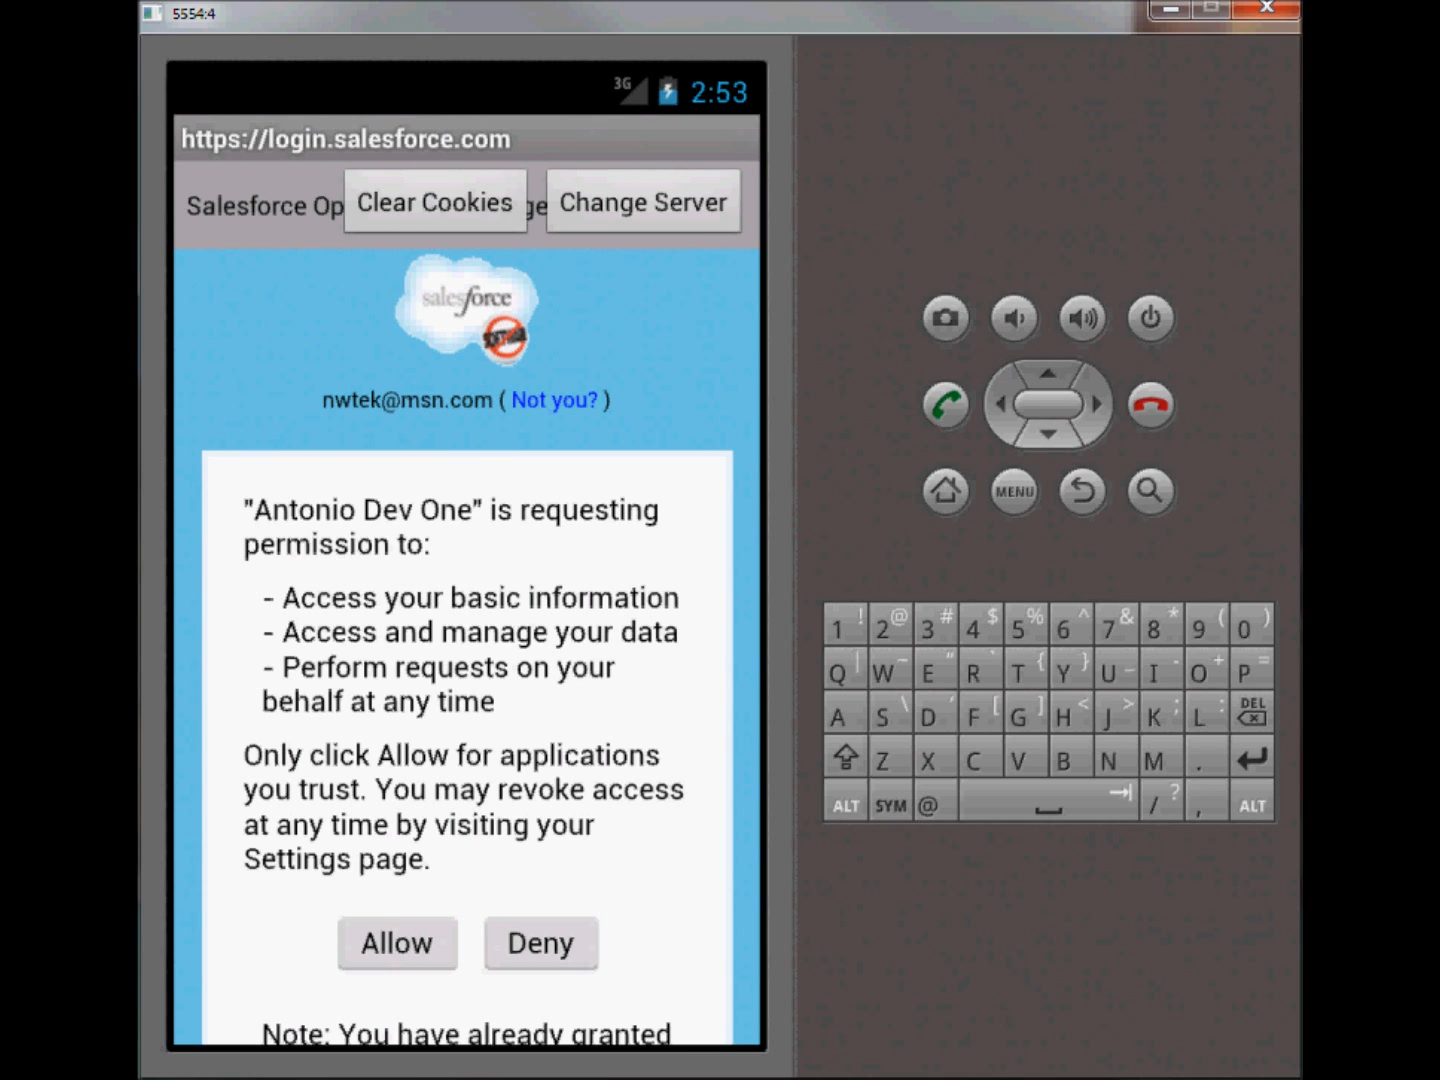 5554:4
3G 2:53
https://login.salesforce.com
Salesforce Op Clear Cookies ge Change Server
salesforce
nwtek@msn.com ( Not you? )
"Antonio Dev One" is requesting
permission to:
- Access your basic information
- Access and manage your data
- Perform requests on your
behalf at any time
Only click Allow for applications
you trust. You may revoke access
at any time by visiting your
Settings page.
Allow Deny
Note: You have already granted
MENU
1 ! 2 @ 3 # 4 $ 5 % 6 ^ 7 & 8 * 9 ( 0 )
Q | W ~ E " R ` T { Y } U _ I - O + P =
A S \ D ' F [ G ] H < J > K ; L : DEL
Z X C V B N M .
ALT SYM @ / ? , ALT